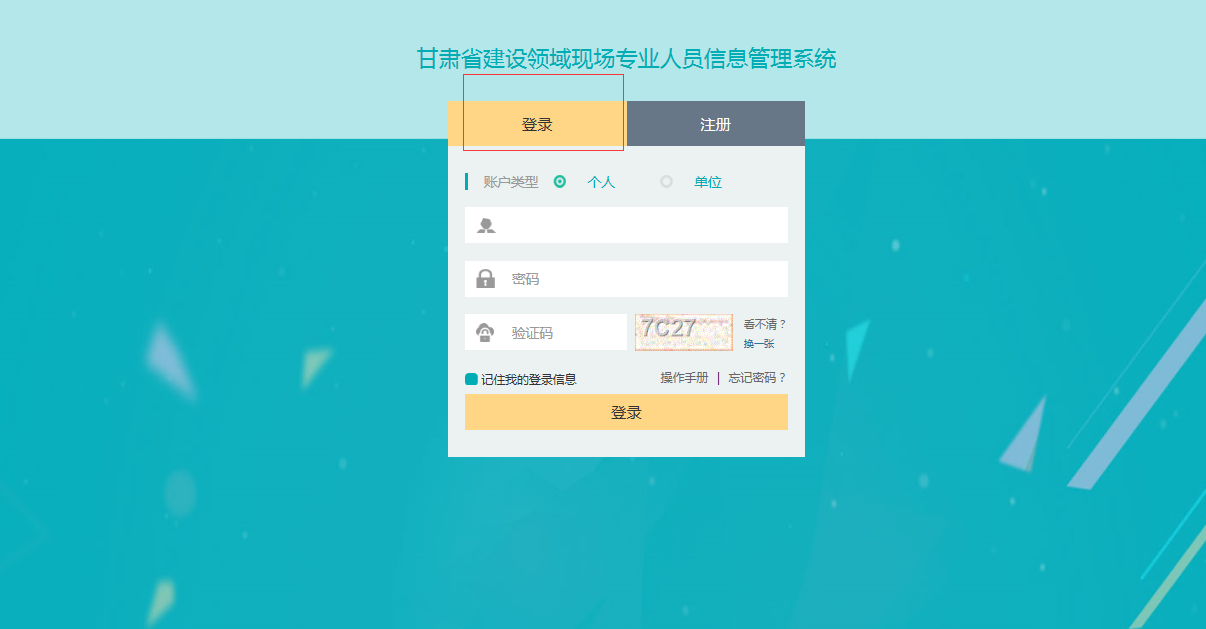 甘肃省建设领域现场专业人员信息管理系统
登录 注册
账户类型 个人 单位
密码
验证码 7C27 看不清？
换一张
记住我的登录信息 操作手册 | 忘记密码？
登录